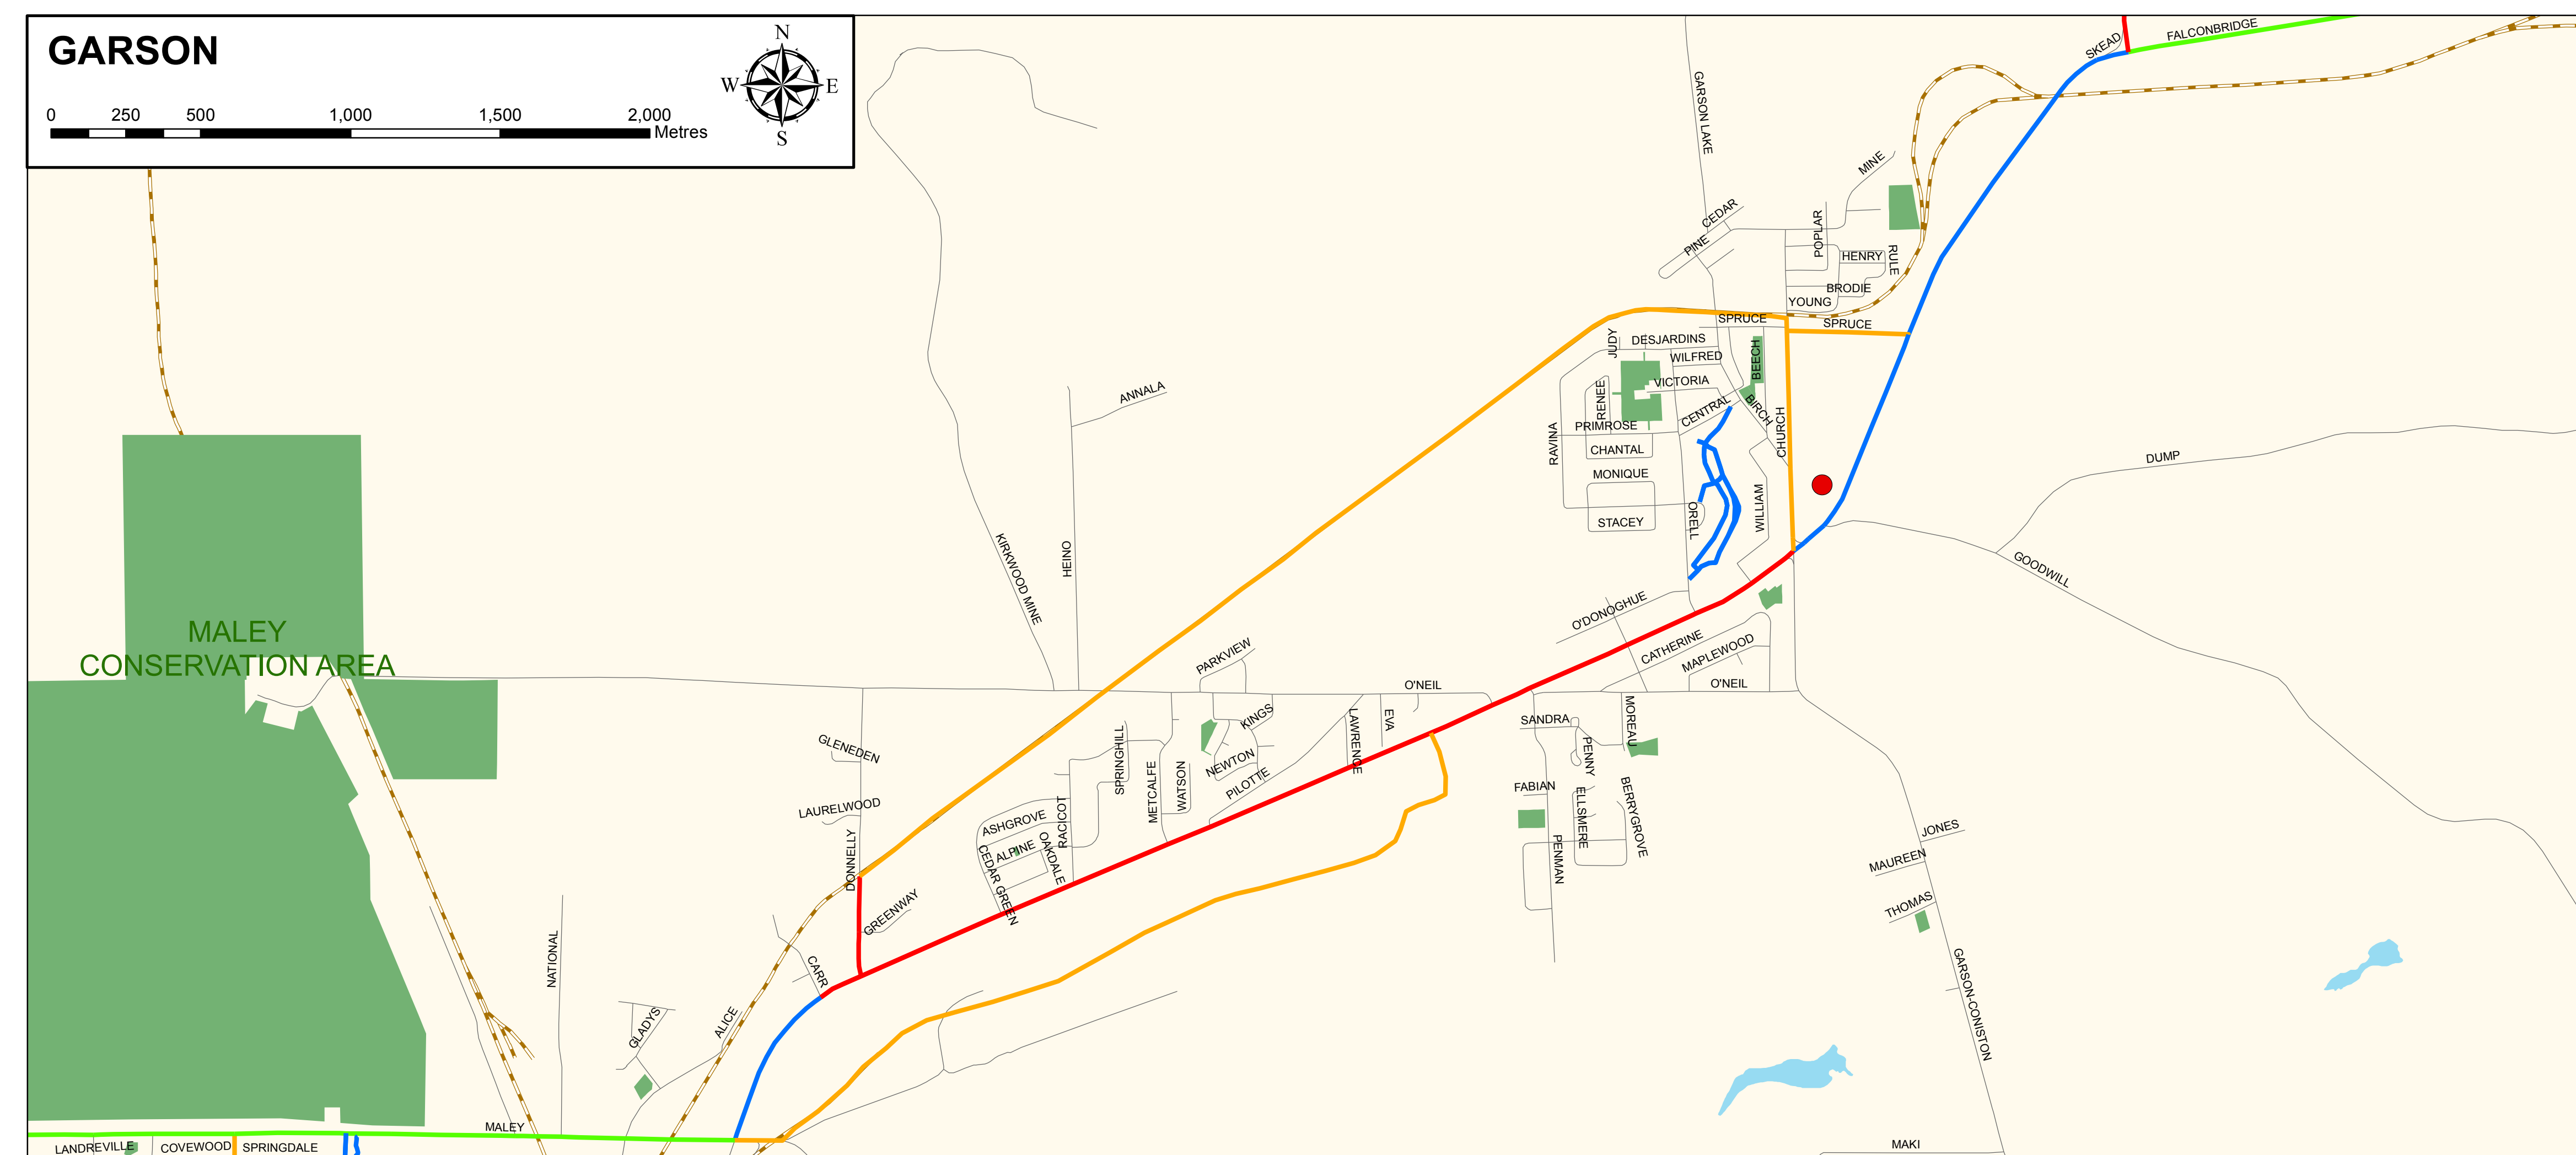 GARSON
N
W E
S
0 250 500 1,000 1,500 2,000
Metres
SKEAD
FALCONBRIDGE
GARSON LAKE
MINE
CEDAR
PINE
POPLAR
HENRY
RULE
BRODIE
YOUNG
SPRUCE
SPRUCE
JUDY
DESJARDINS
WILFRED
BEECH
VICTORIA
RENEE
CENTRAL
BIRCH
CHURCH
PRIMROSE
RAVINA
CHANTAL
MONIQUE
STACEY
ORELL
WILLIAM
ANNALA
DUMP
GOODWILL
KIRKWOOD MINE
HEINO
MALEY
CONSERVATION AREA
O'DONOGHUE
CATHERINE
MAPLEWOOD
PARKVIEW
O'NEIL
O'NEIL
SANDRA
MOREAU
KINGS
LAWRENCE
EVA
GLENEDEN
SPRINGHILL
NEWTON
PENNY
METCALFE
WATSON
PILOTTE
FABIAN
ELLSMERE
BERRYGROVE
LAURELWOOD
ASHGROVE
RACICOT
OAKDALE
ALPINE
CEDAR GREEN
DONNELLY
PENMAN
JONES
MAUREEN
THOMAS
GREENWAY
NATIONAL
CARR
GLADYS
ALICE
GARSON-CONISTON
MALEY
LANDREVILLE
COVEWOOD
SPRINGDALE
MAKI